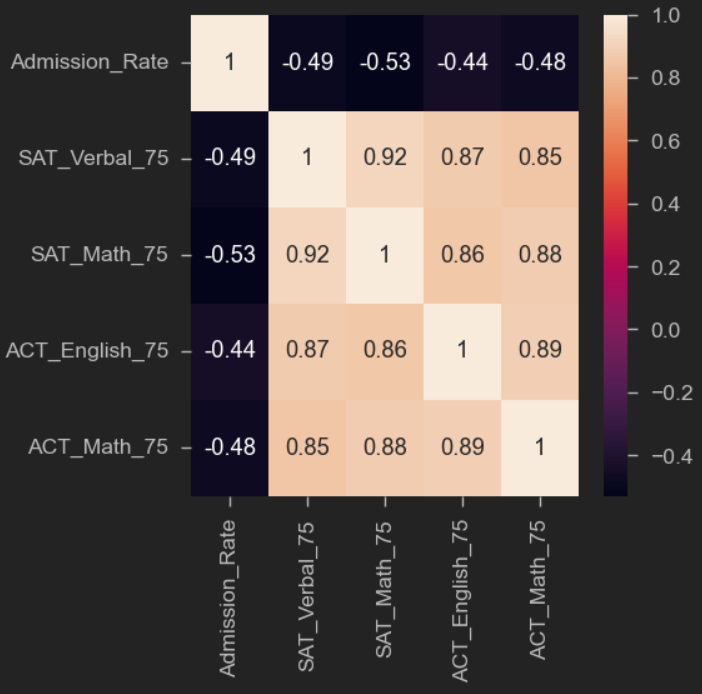 Admission_Rate 1 -0.49 -0.53 -0.44 -0.48
SAT_Verbal_75 -0.49 1 0.92 0.87 0.85
SAT_Math_75 -0.53 0.92 1 0.86 0.88
ACT_English_75 -0.44 0.87 0.86 1 0.89
ACT_Math_75 -0.48 0.85 0.88 0.89 1
Admission_Rate
SAT_Verbal_75
SAT_Math_75
ACT_English_75
ACT_Math_75
1.0
0.8
0.6
0.4
0.2
0.0
−0.2
−0.4